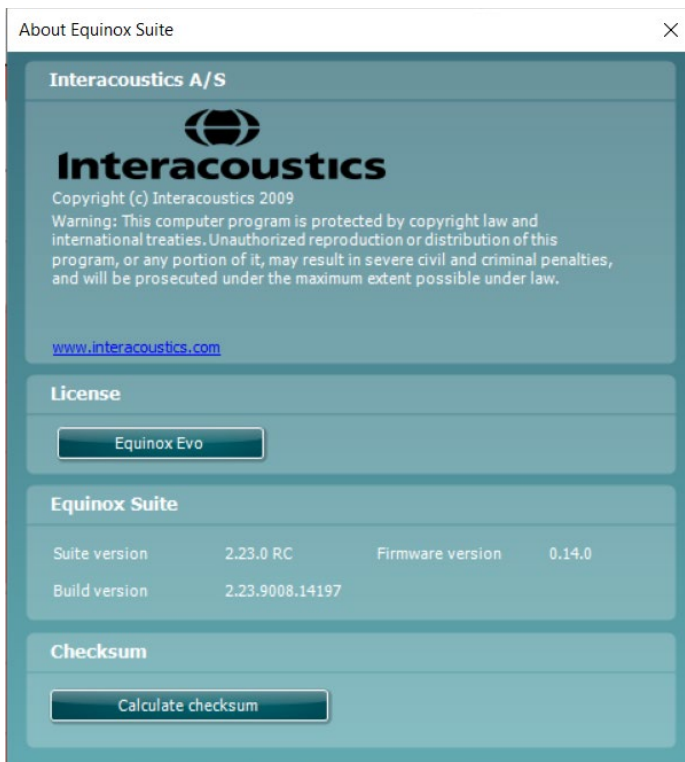 About Equinox Suite
Interacoustics A/S
Interacoustics
Copyright (c) Interacoustics 2009
Warning: This computer program is protected by copyright law and
international treaties. Unauthorized reproduction or distribution of this
program, or any portion of it, may result in severe civil and criminal penalties,
and will be prosecuted under the maximum extent possible under law.
www.interacoustics.com
License
Equinox Evo
Equinox Suite
Suite version 2.23.0 RC Firmware version 0.14.0
Build version 2.23.9008.14197
Checksum
Calculate checksum